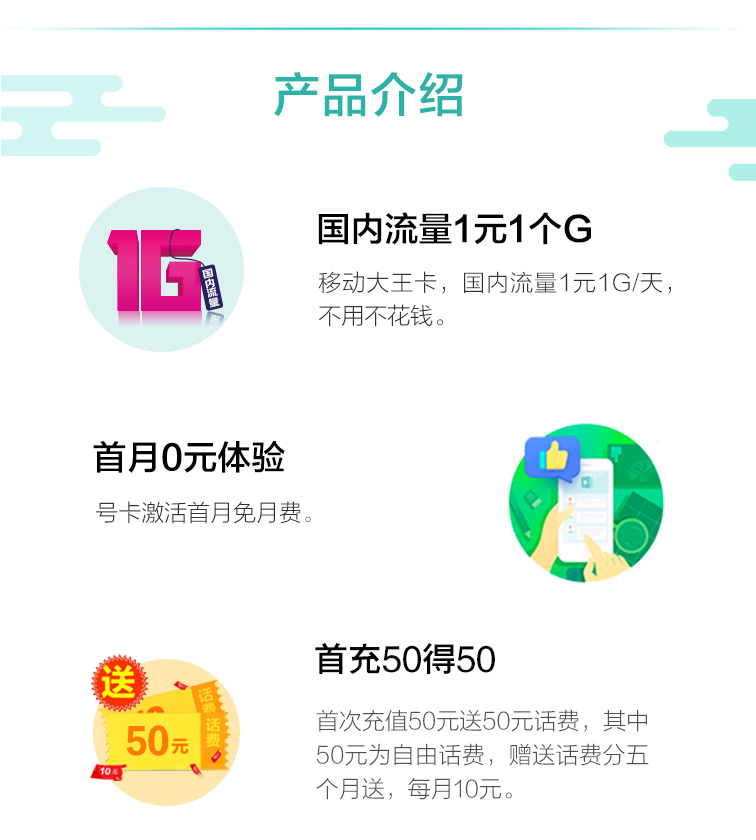 产品介绍
1G
国内流量
国内流量1元1个G
移动大王卡，国内流量1元1G/天，
不用不花钱。
首月0元体验
号卡激活首月免月费。
送
话费
50元
话费
10元
首充50得50
首次充值50元送50元话费，其中
50元为自由话费，赠送话费分五
个月送，每月10元。